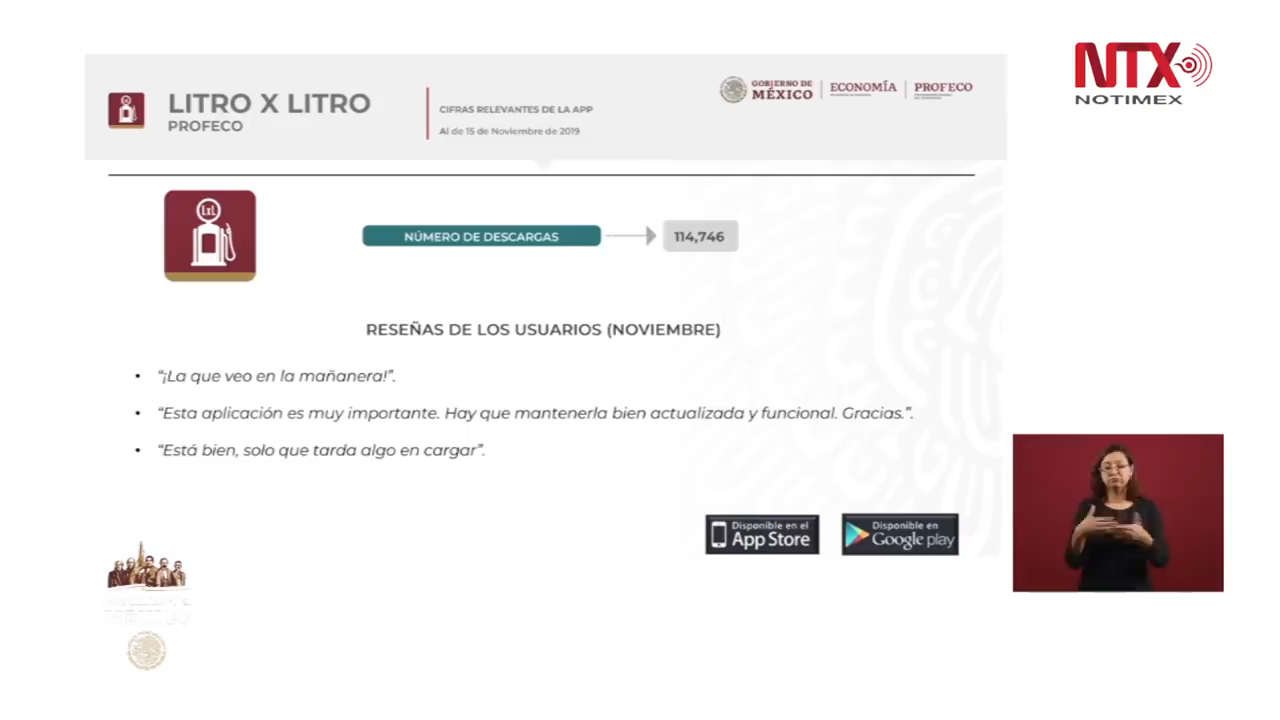 NTX
NOTIMEX
LITRO X LITRO
PROFECO
CIFRAS RELEVANTES DE LA APP
Al de 15 de Noviembre de 2019
GOBIERNO DE
MÉXICO
ECONOMÍA
PROFECO
LxL
NÚMERO DE DESCARGAS
114,746
RESEÑAS DE LOS USUARIOS (NOVIEMBRE)
• “¡La que veo en la mañanera!”.
• “Esta aplicación es muy importante. Hay que mantenerla bien actualizada y funcional. Gracias.”.
• “Está bien, solo que tarda algo en cargar”.
Disponible en el
App Store
Disponible en
Google play